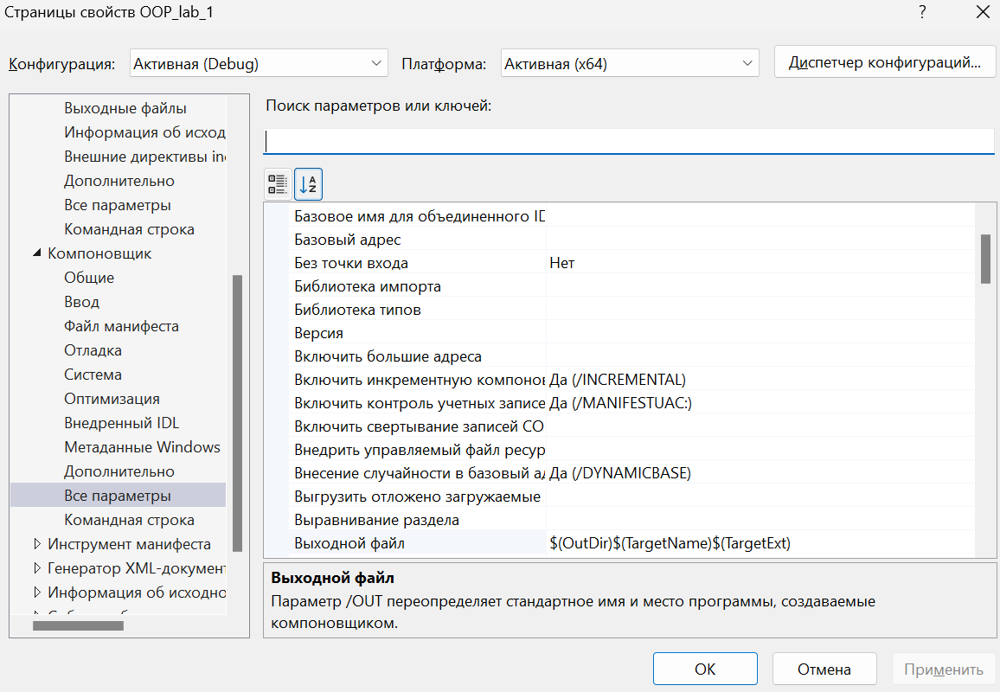 Страницы свойств OOP_lab_1
?
Конфигурация: Активная (Debug) Платформа: Активная (x64) Диспетчер конфигураций...
Выходные файлы
Информация об исход
Внешние директивы inc
Дополнительно
Все параметры
Командная строка
Компоновщик
Общие
Ввод
Файл манифеста
Отладка
Система
Оптимизация
Внедренный IDL
Метаданные Windows
Дополнительно
Все параметры
Командная строка
Инструмент манифеста
Генератор XML-документ
Информация об исходно
Поиск параметров или ключей:
Базовое имя для объединенного ID
Базовый адрес
Без точки входа Нет
Библиотека импорта
Библиотека типов
Версия
Включить большие адреса
Включить инкрементную компонов Да (/INCREMENTAL)
Включить контроль учетных записе Да (/MANIFESTUAC:)
Включить свертывание записей CO
Внедрить управляемый файл ресур
Внесение случайности в базовый ад Да (/DYNAMICBASE)
Выгрузить отложено загружаемые
Выравнивание раздела
Выходной файл $(OutDir)$(TargetName)$(TargetExt)
Выходной файл
Параметр /OUT переопределяет стандартное имя и место программы, создаваемые
компоновщиком.
ОК Отмена Применить